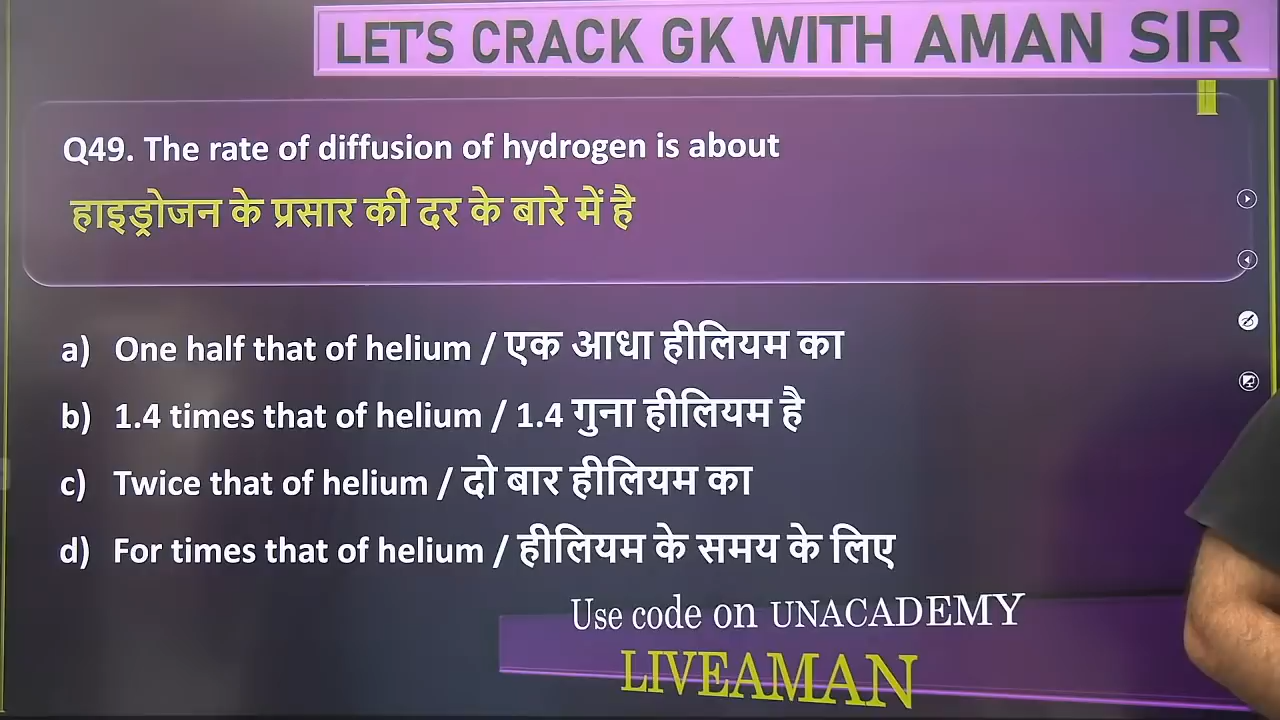 LET'S CRACK GK WITH AMAN SIR
Q49. The rate of diffusion of hydrogen is about
हाइड्रोजन के प्रसार की दर के बारे में है
a) One half that of helium / एक आधा हीलियम का
b) 1.4 times that of helium / 1.4 गुना हीलियम है
c) Twice that of helium / दो बार हीलियम का
d) For times that of helium / हीलियम के समय के लिए
Use code on UNACADEMY
LIVEAMAN